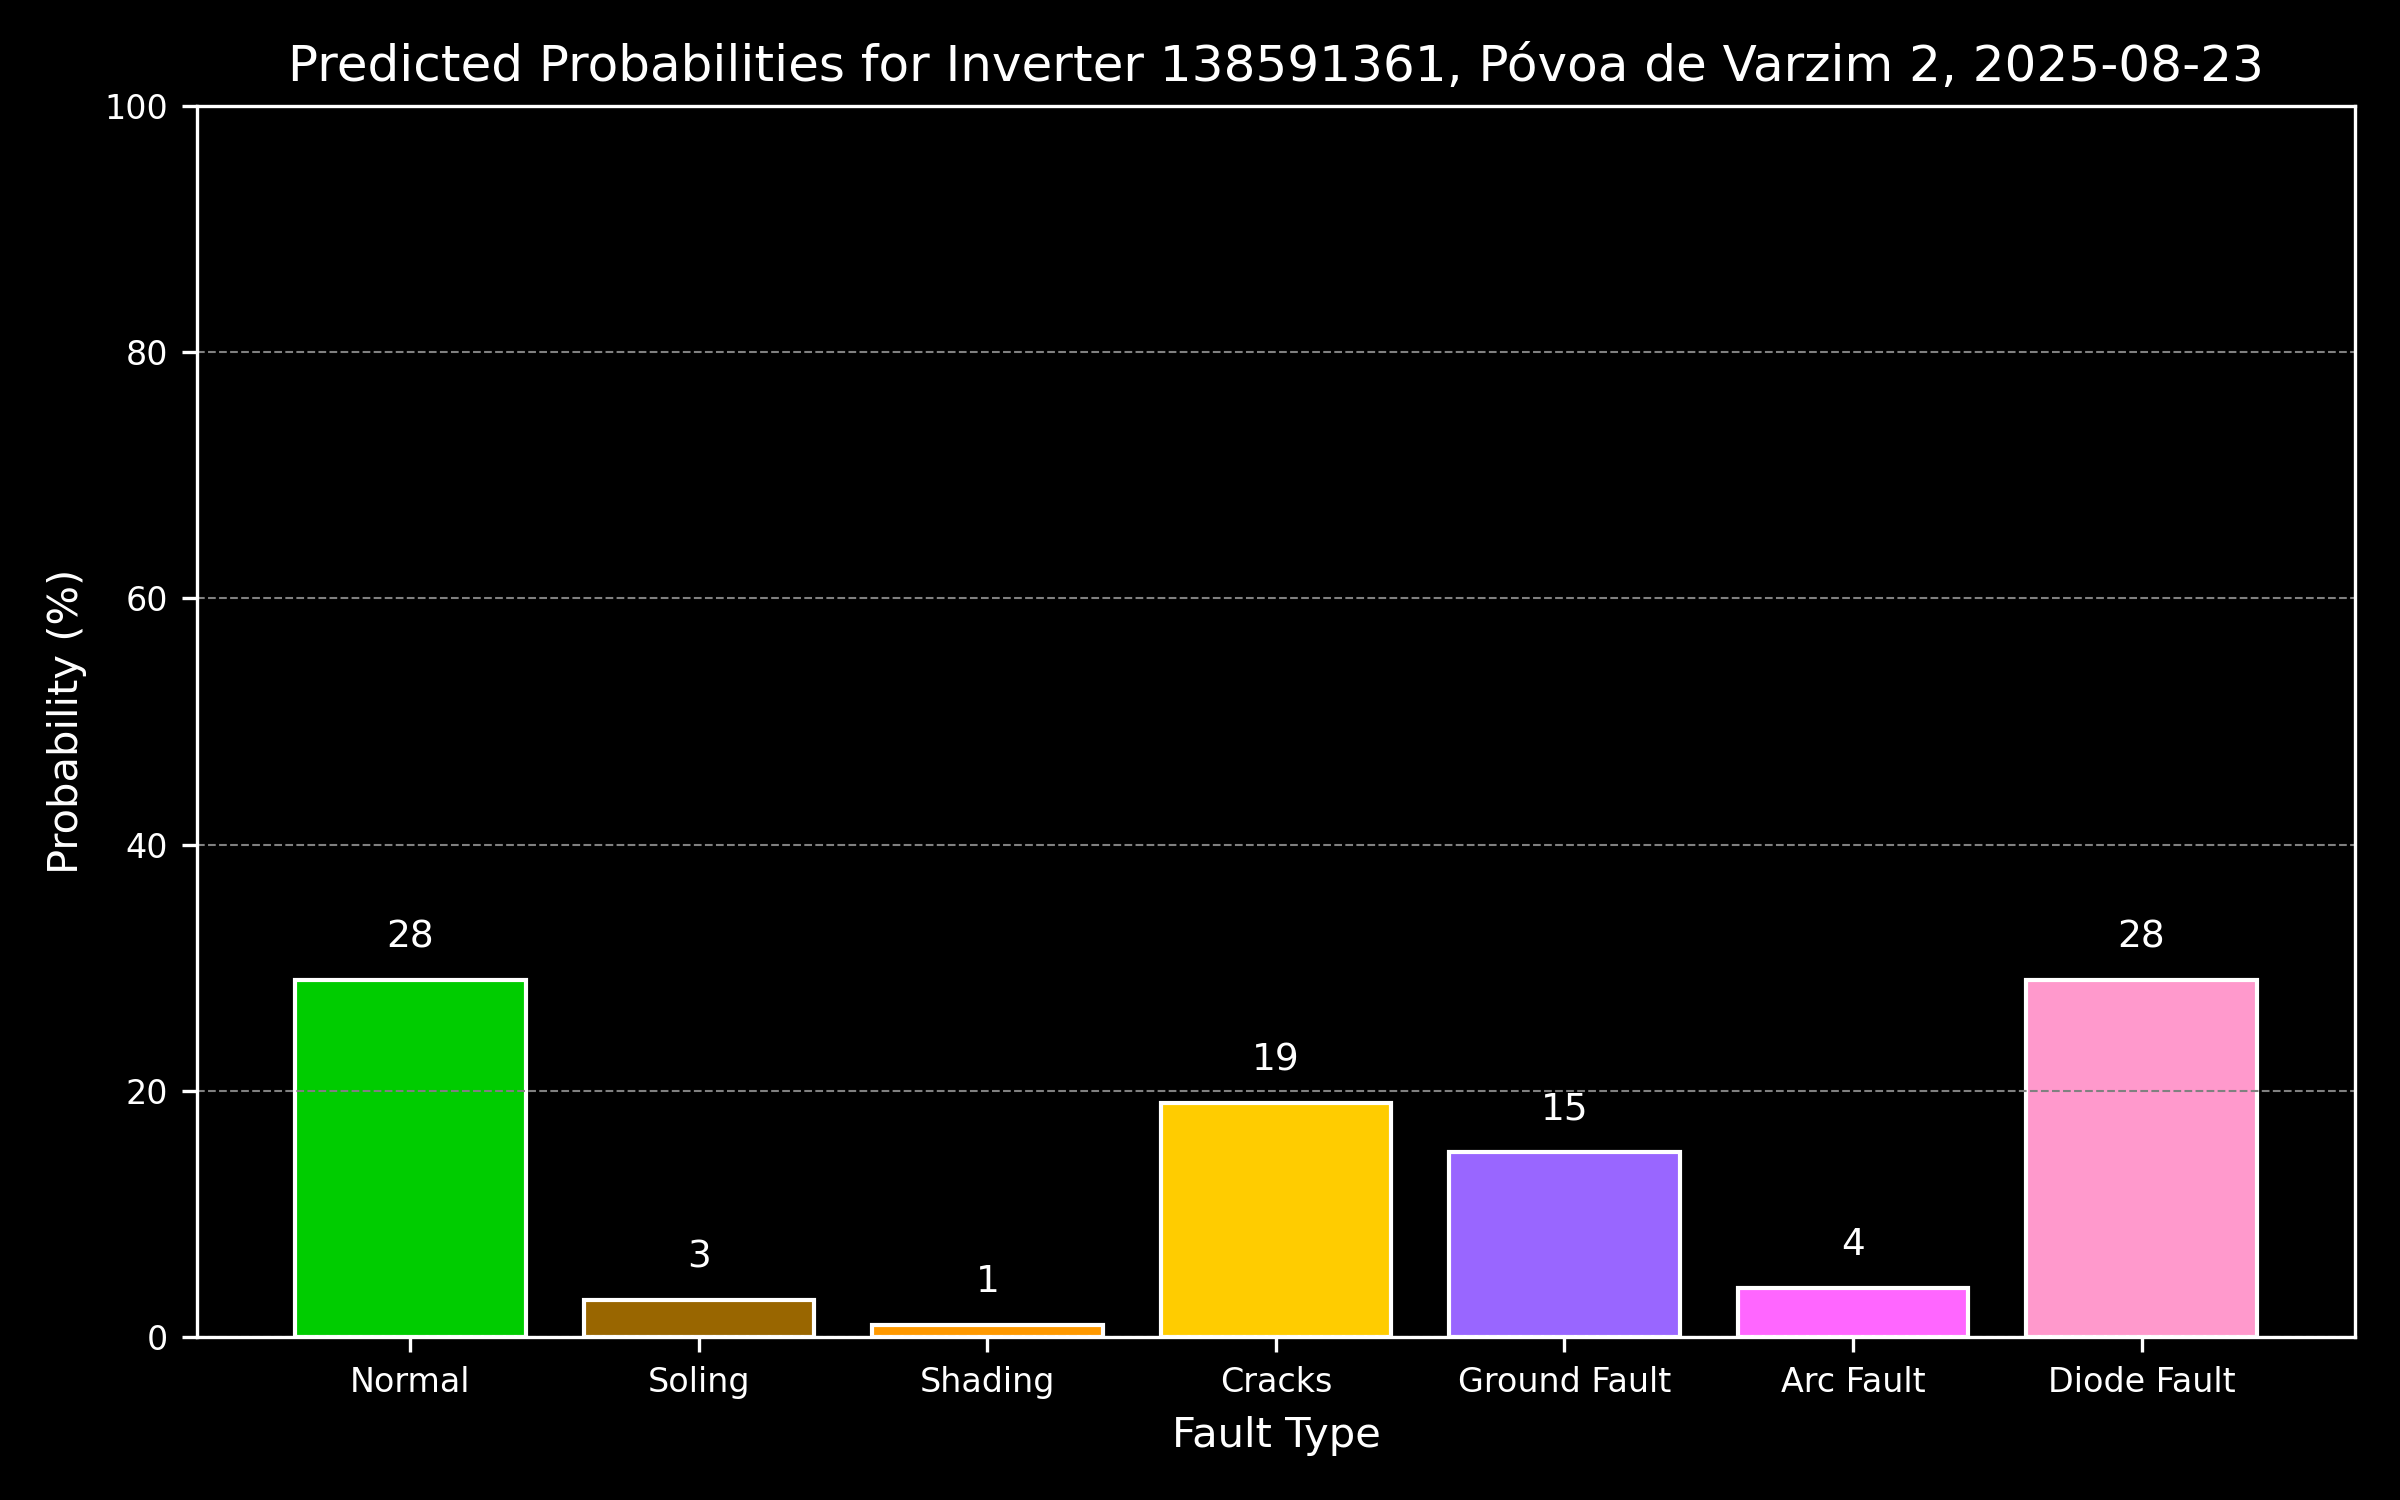 Predicted Probabilities for Inverter 138591361, Póvoa de Varzim 2, 2025-08-23
Probability (%)
100
80
60
40
20
0
28
3
1
19
15
4
28
Normal
Soling
Shading
Cracks
Ground Fault
Arc Fault
Diode Fault
Fault Type